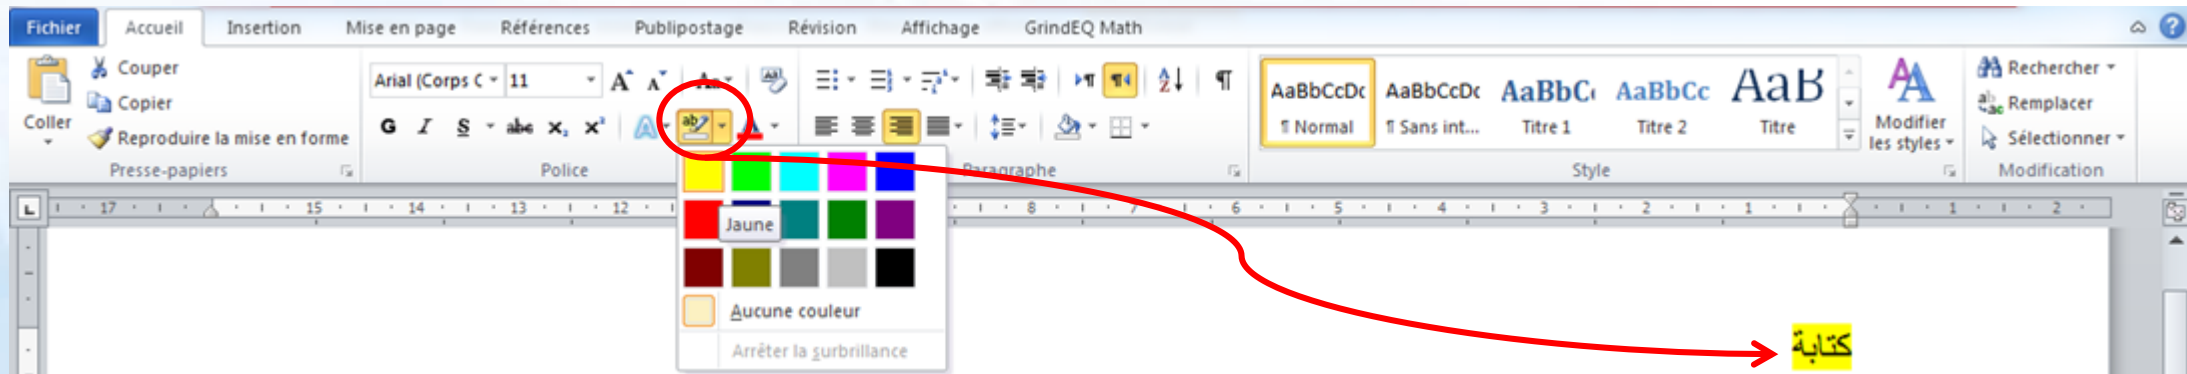 Fichier Accueil Insertion Mise en page Références Publipostage Révision Affichage GrindEQ Math
Coller
Couper
Copier
Reproduire la mise en forme
Presse-papiers
Arial (Corps C 11
G I S abc x₂ x²
Police
Paragraphe
AaBbCcDc AaBbCcDc AaBbC AaBbCc AaB
¶ Normal ¶ Sans int... Titre 1 Titre 2 Titre
Style
Modifier
les styles
Rechercher
Remplacer
Sélectionner
Modification
17 15 14 13 12 8 7 6 5 4 3 2 1 1 2
Jaune
Aucune couleur
Arrêter la surbrillance
كتابة